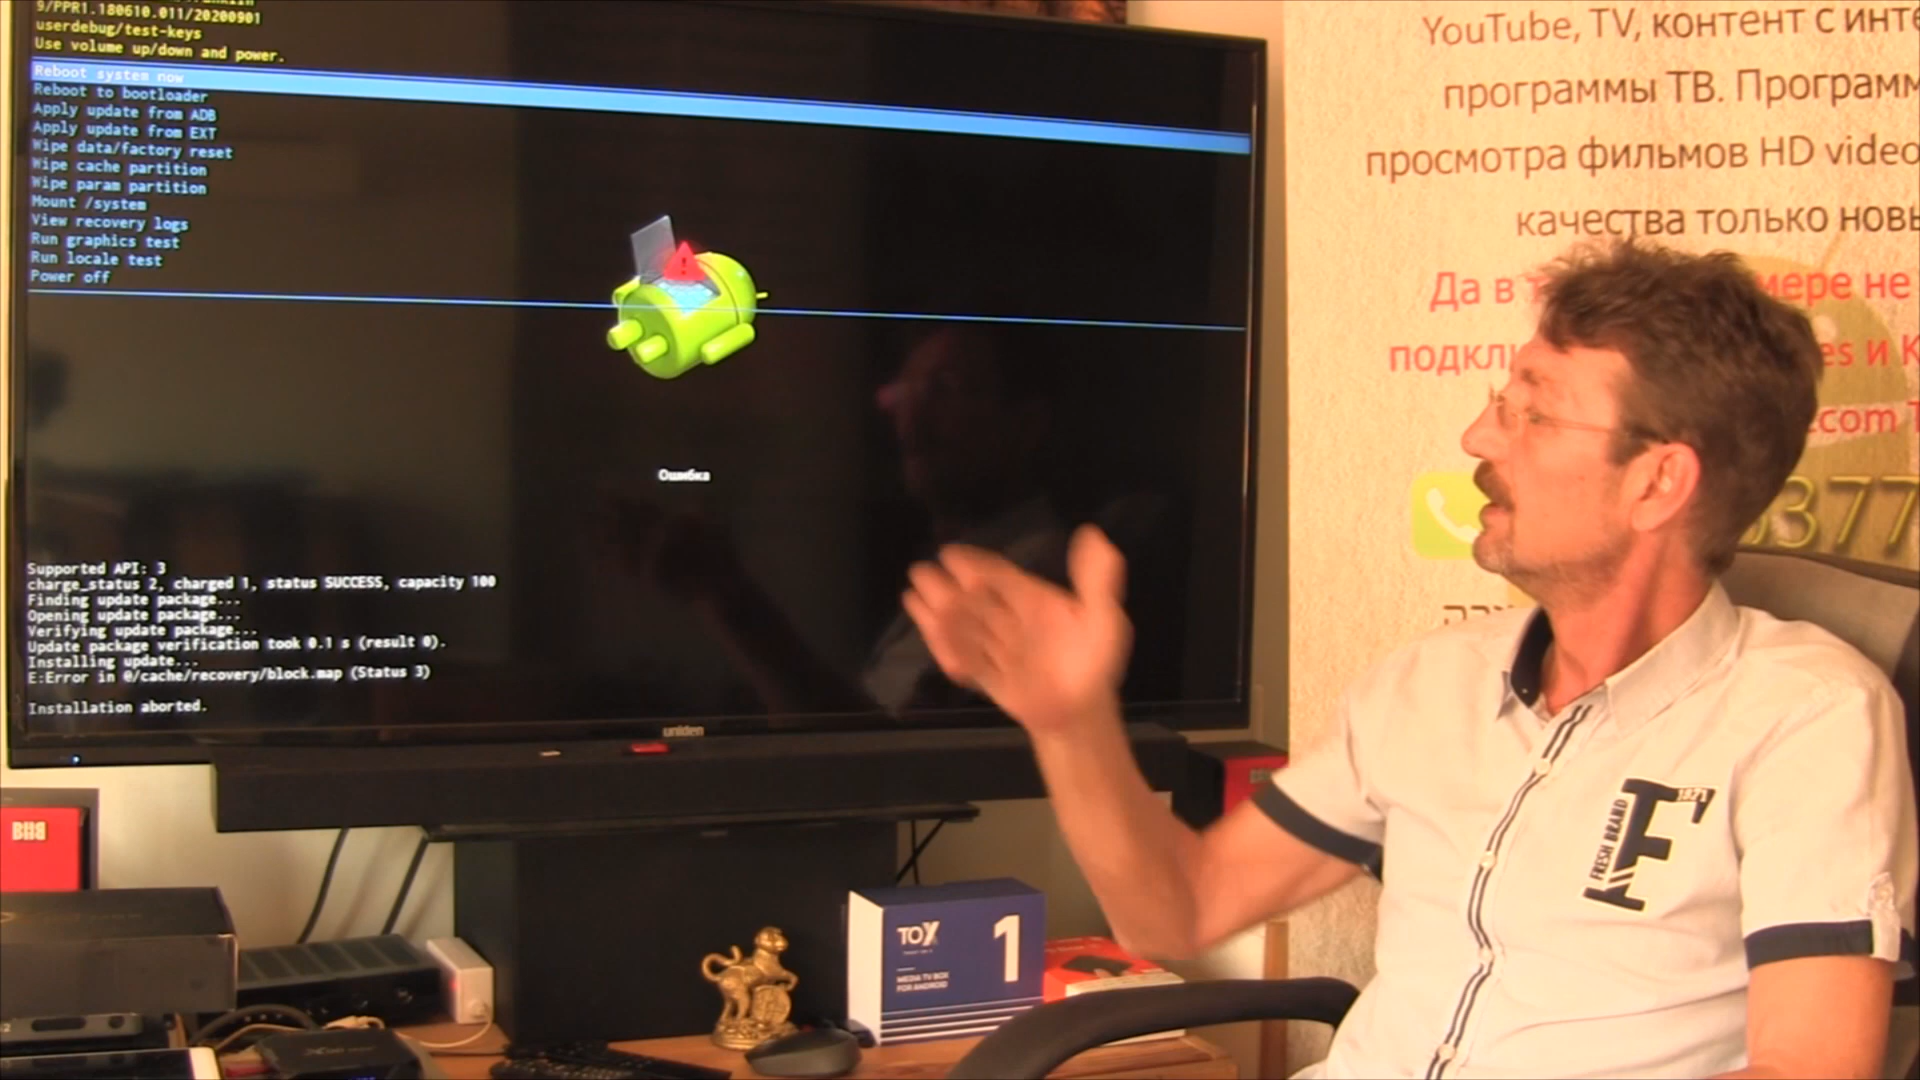 9/PPR1.180610.011/20200901
userdebug/test-keys
Use volume up/down and power.
Reboot system now
Reboot to bootloader
Apply update from ADB
Apply update from EXT
Wipe data/factory reset
Wipe cache partition
Wipe param partition
Mount /system
View recovery logs
Run graphics test
Run locale test
Power off
Ошибка
Supported API: 3
charge_status 2, charged 1, status SUCCESS, capacity 100
Finding update package...
Opening update package...
Verifying update package...
Update package verification took 0.1 s (result 0).
Installing update...
E:Error in @/cache/recovery/block.map (Status 3)
Installation aborted.
uniden
YouTube, TV, контент с инте
программы ТВ. Программ
просмотра фильмов HD video
качества только новы
Да в мере не
подкл es и К
.com T
377
TOX
1
MEDIA TV BOX
FOR ANDROID
FRESH BRAND
F
1821